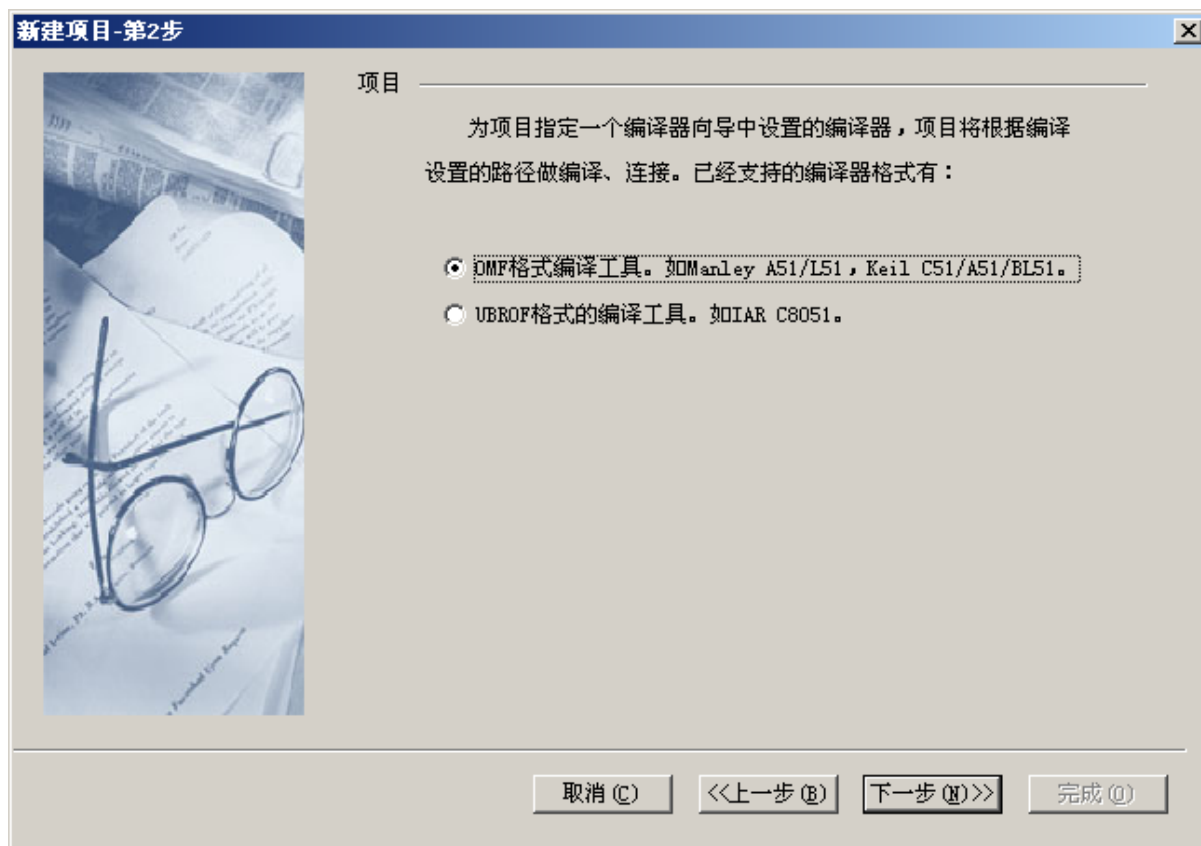 新建项目-第2步
项目
为项目指定一个编译器向导中设置的编译器，项目将根据编译
设置的路径做编译、连接。已经支持的编译器格式有：
OMF格式编译工具。如Manley A51/L51，Keil C51/A51/BL51。
UBROF格式的编译工具。如IAR C8051。
取消(C) <<上一步(B) 下一步(N)>> 完成(O)